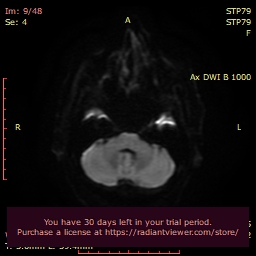 Im: 9/48
Se: 4
STP79
STP79
F
A
Ax DWI B 1000
R
L
You have 30 days left in your trial period.
Purchase a license at https://radiantviewer.com/store/